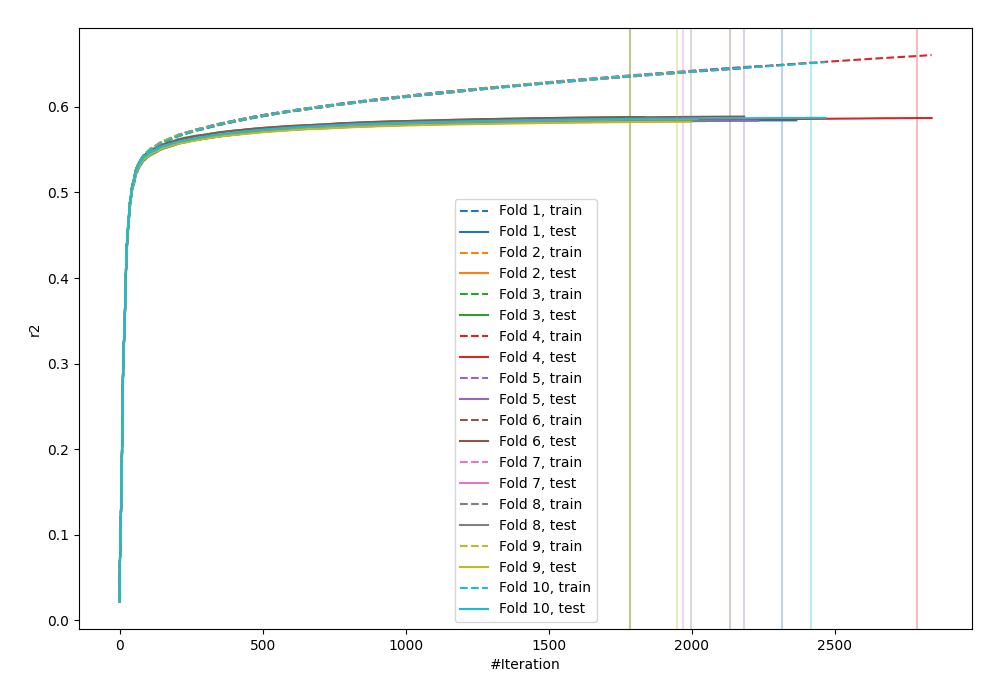 r2
0.6
0.5
0.4
0.3
0.2
0.1
0.0
Fold 1, train
Fold 1, test
Fold 2, train
Fold 2, test
Fold 3, train
Fold 3, test
Fold 4, train
Fold 4, test
Fold 5, train
Fold 5, test
Fold 6, train
Fold 6, test
Fold 7, train
Fold 7, test
Fold 8, train
Fold 8, test
Fold 9, train
Fold 9, test
Fold 10, train
Fold 10, test
0 500 1000 1500 2000 2500
#Iteration